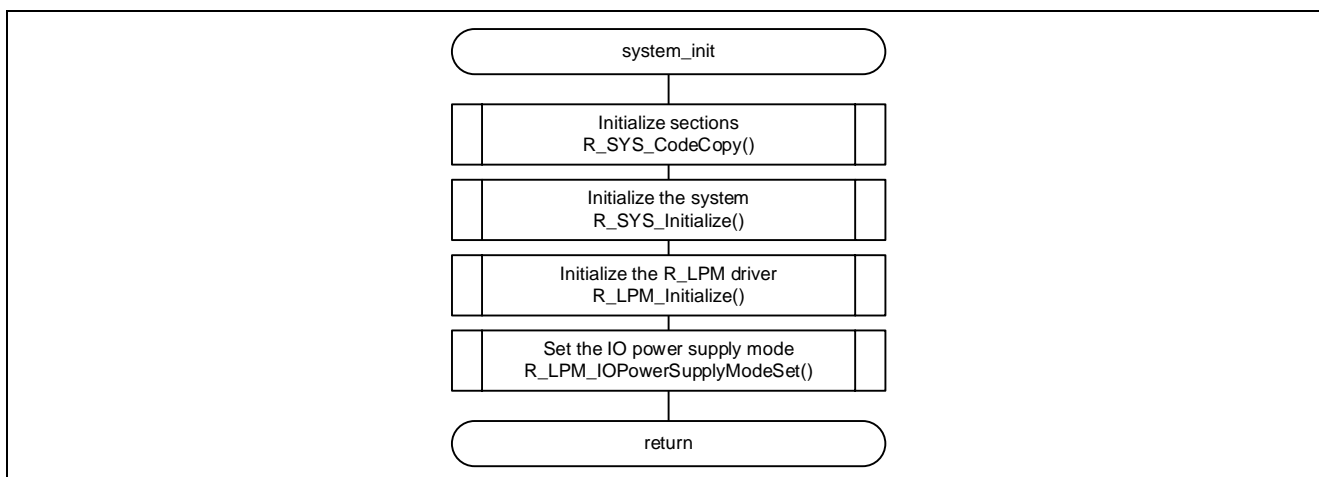 system_init
Initialize sections
R_SYS_CodeCopy()
Initialize the system
R_SYS_Initialize()
Initialize the R_LPM driver
R_LPM_Initialize()
Set the IO power supply mode
R_LPM_IOPowerSupplyModeSet()
return